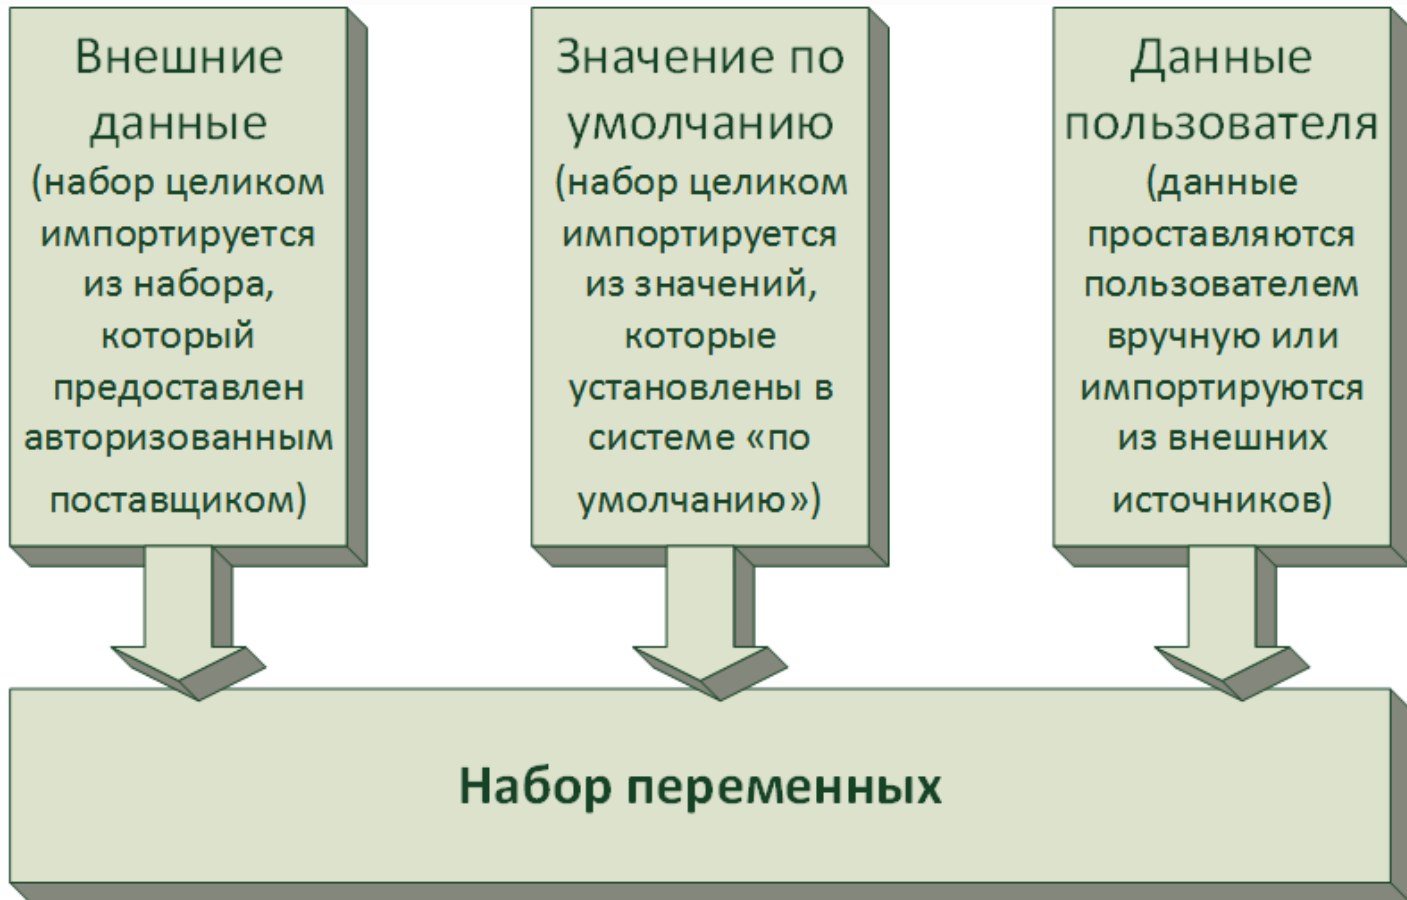 Внешние
данные
(набор целиком
импортируется
из набора,
который
предоставлен
авторизованным
поставщиком)
Значение по
умолчанию
(набор целиком
импортируется
из значений,
которые
установлены в
системе «по
умолчанию»)
Данные
пользователя
(данные
проставляются
пользователем
вручную или
импортируются
из внешних
источников)
Набор переменных